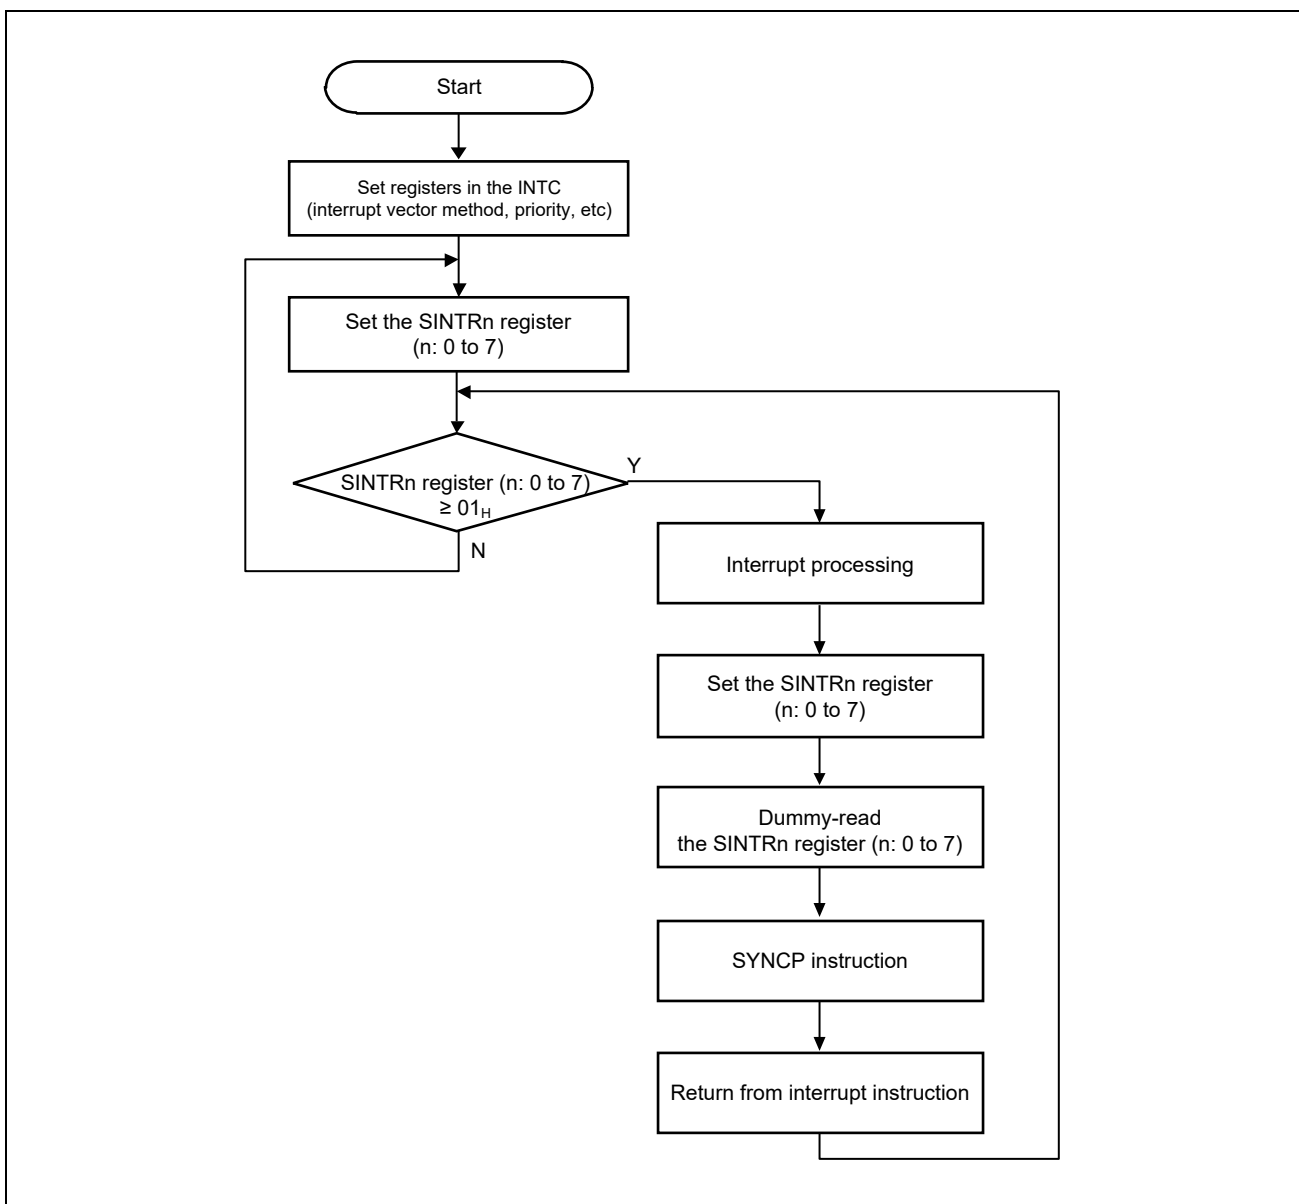 Start
Set registers in the INTC
(interrupt vector method, priority, etc)
Set the SINTRn register
(n: 0 to 7)
SINTRn register (n: 0 to 7)
≥ 01H
Y
N
Interrupt processing
Set the SINTRn register
(n: 0 to 7)
Dummy-read
the SINTRn register (n: 0 to 7)
SYNCP instruction
Return from interrupt instruction